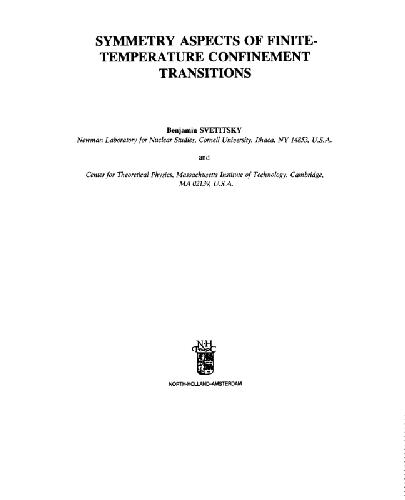 SYMMETRY ASPECTS OF FINITE-
TEMPERATURE CONFINEMENT
TRANSITIONS
Benjamin SVETITSKY
Newman Laboratory for Nuclear Studies, Cornell University, Ithaca, NY 14853, U.S.A.
and
Center for Theoretical Physics, Massachusetts Institute of Technology, Cambridge,
MA 02139, U.S.A.
NORTH-HOLLAND-AMSTERDAM